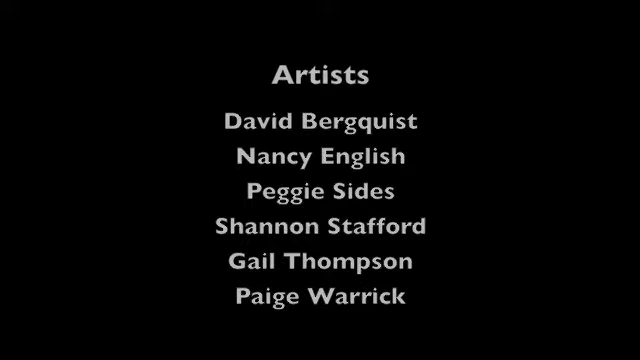 Artists
David Bergquist
Nancy English
Peggie Sides
Shannon Stafford
Gail Thompson
Paige Warrick